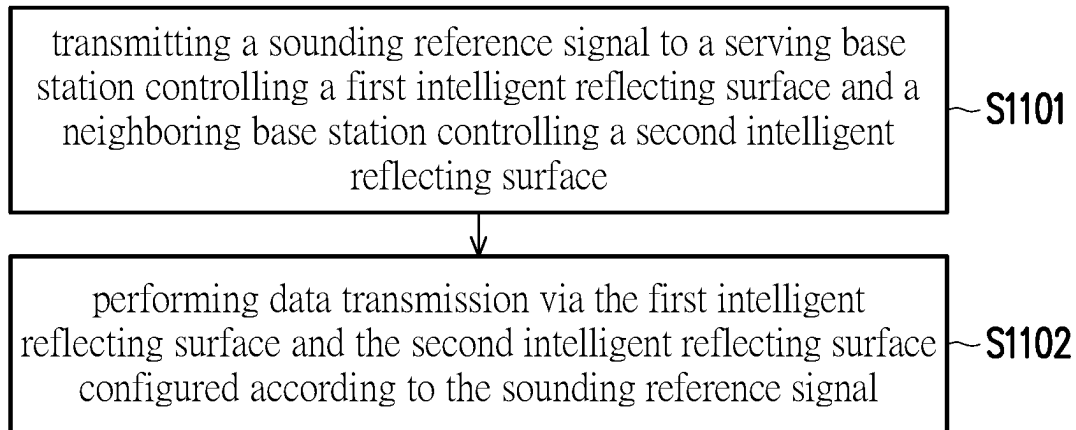 transmitting a sounding reference signal to a serving base
station controlling a first intelligent reflecting surface and a
neighboring base station controlling a second intelligent
reflecting surface
S1101
performing data transmission via the first intelligent
reflecting surface and the second intelligent reflecting surface
configured according to the sounding reference signal
S1102